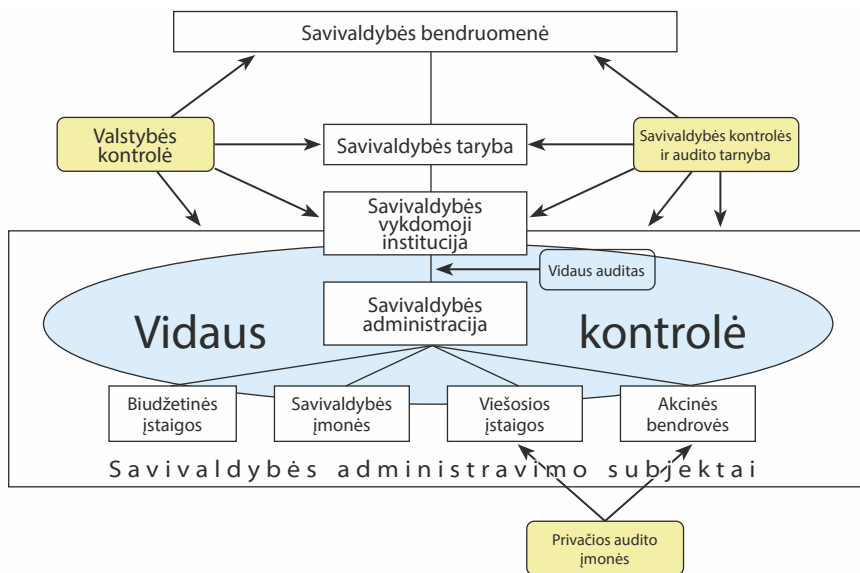 Savivaldybės bendruomenė
Valstybės
kontrolė
Savivaldybės taryba
Savivaldybės kontrolės
ir audito tarnyba
Savivaldybės
vykdomoji
institucija
Vidaus auditas
Savivaldybės
administracija
Vidaus kontrolė
Biudžetinės
įstaigos
Savivaldybės
įmonės
Viešosios
įstaigos
Akcinės
bendrovės
Savivaldybės administravimo subjektai
Privačios audito
įmonės